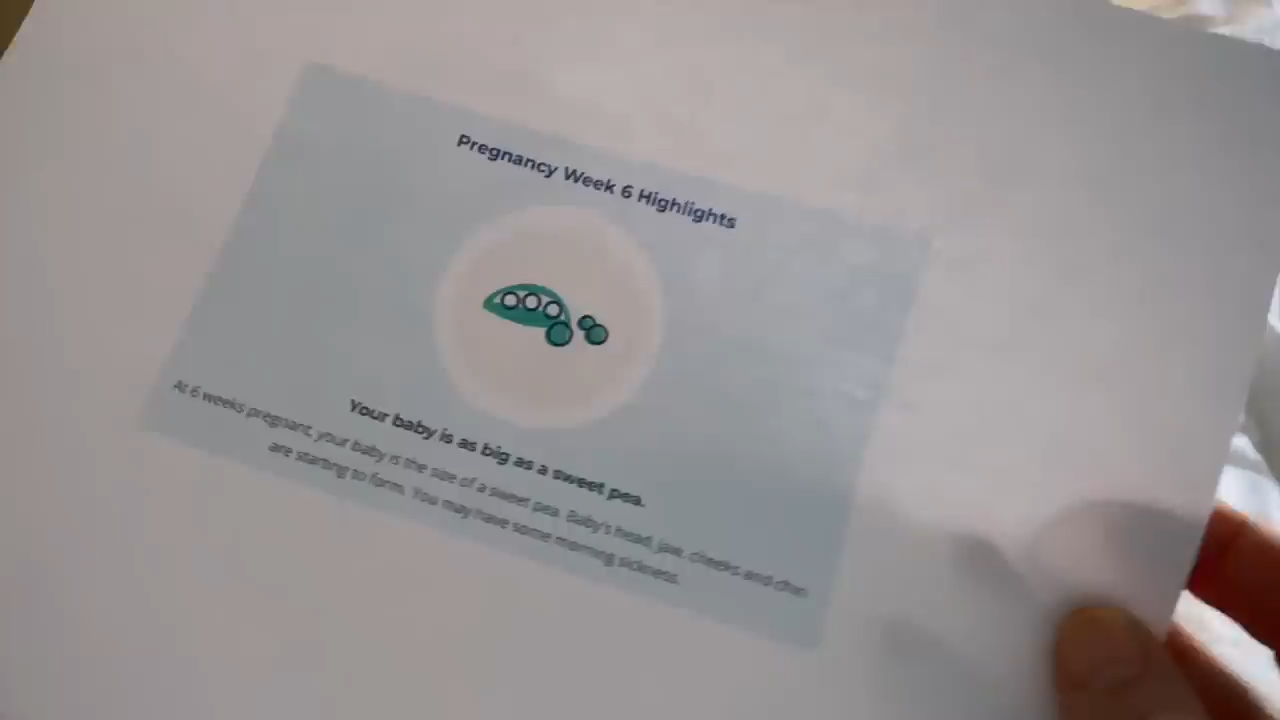 Pregnancy Week 6 Highlights
Your baby is as big as a sweet pea.
At 6 weeks pregnant, your baby is the size of a sweet pea. Baby's head, jaw, cheeks and chin
are starting to form. You may have some morning sickness.